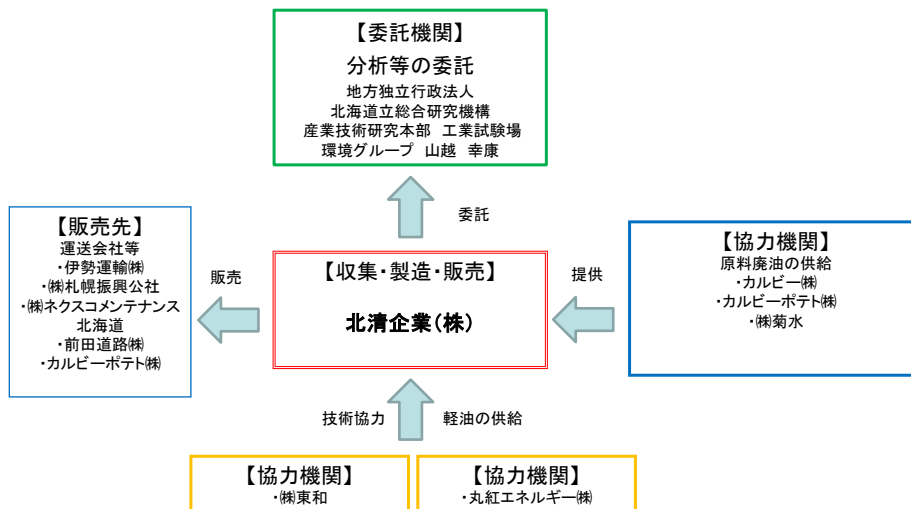 【委託機関】
分析等の委託
地方独立行政法人
北海道立総合研究機構
産業技術研究本部 工業試験場
環境グループ 山越 幸康
委託
【販売先】
運送会社等
・伊勢運輸㈱
・㈱札幌振興公社
・㈱ネクスコメンテナンス
北海道
・前田道路㈱
・カルビーポテト㈱
販売
【収集・製造・販売】
北清企業(株)
提供
【協力機関】
原料廃油の供給
・カルビー㈱
・カルビーポテト㈱
・㈱菊水
技術協力
軽油の供給
【協力機関】
・㈱東和
【協力機関】
・丸紅エネルギー㈱